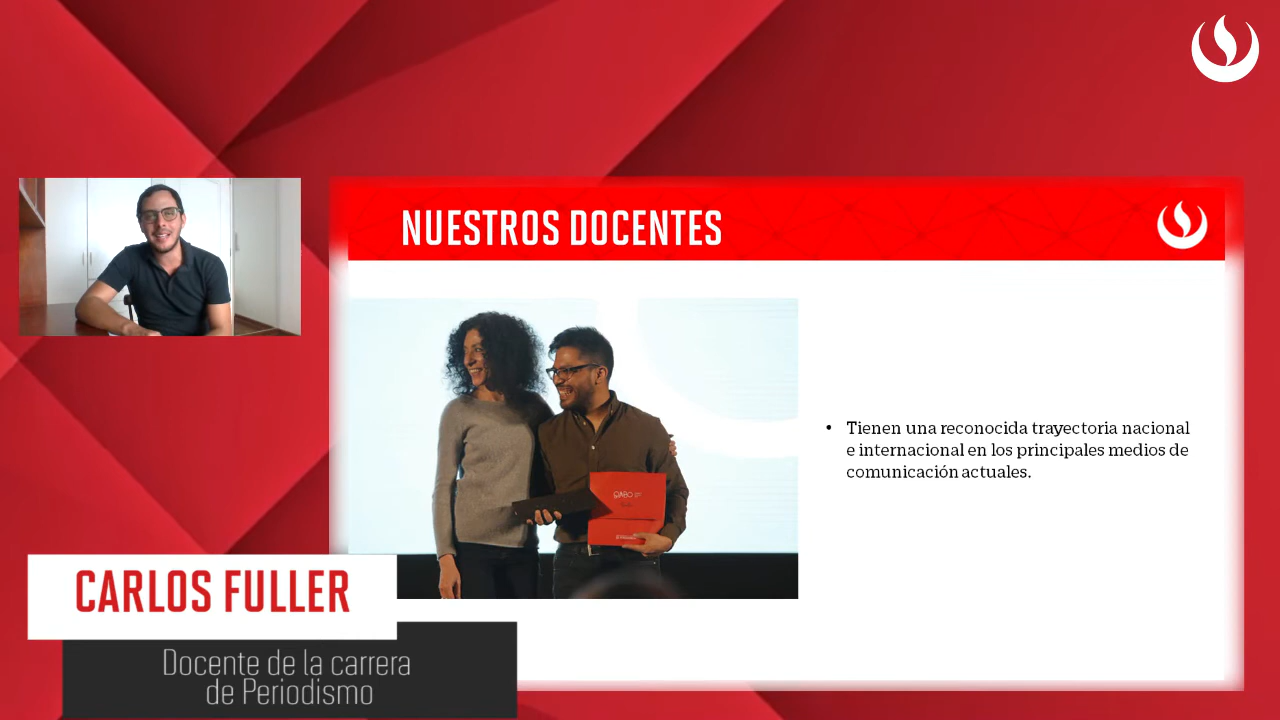 NUESTROS DOCENTES
• Tienen una reconocida trayectoria nacional
e internacional en los principales medios de
comunicación actuales.
CARLOS FULLER
Docente de la carrera
de Periodismo